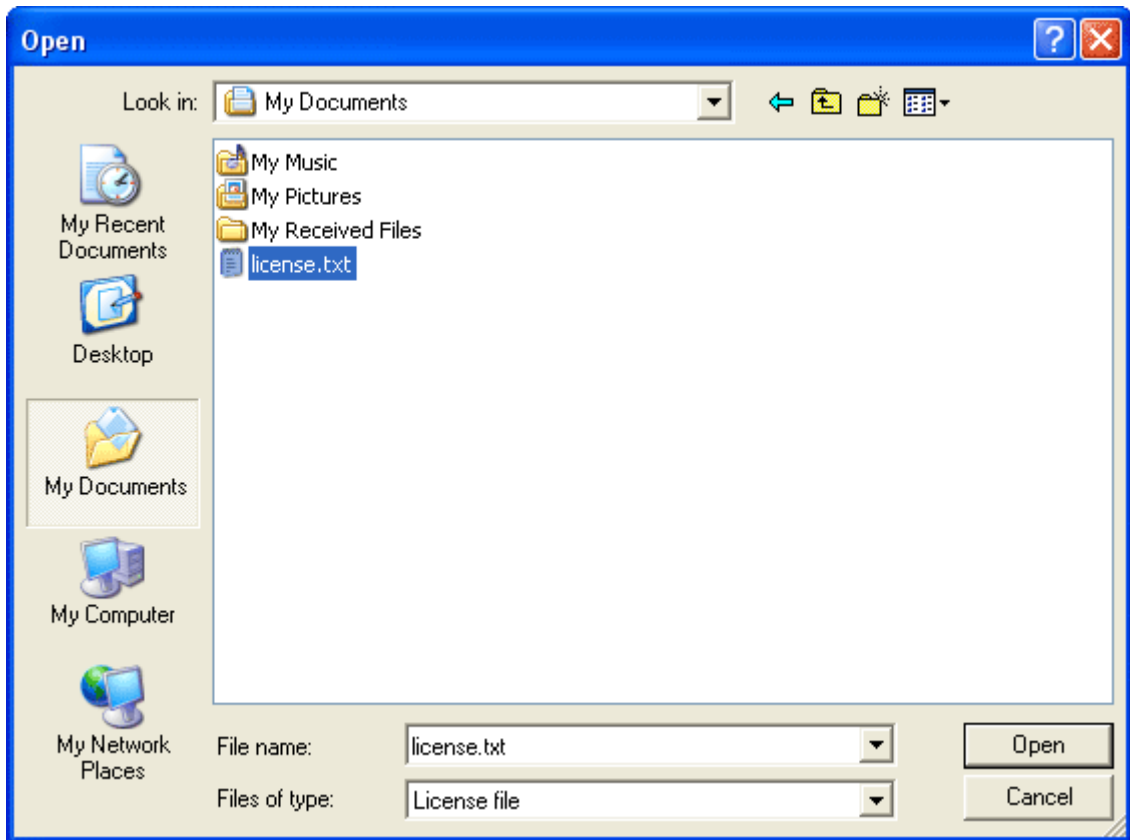 Open
Look in: My Documents
My Recent
Documents
Desktop
My Documents
My Computer
My Network
Places
My Music
My Pictures
My Received Files
license.txt
File name: license.txt Open
Files of type: License file Cancel